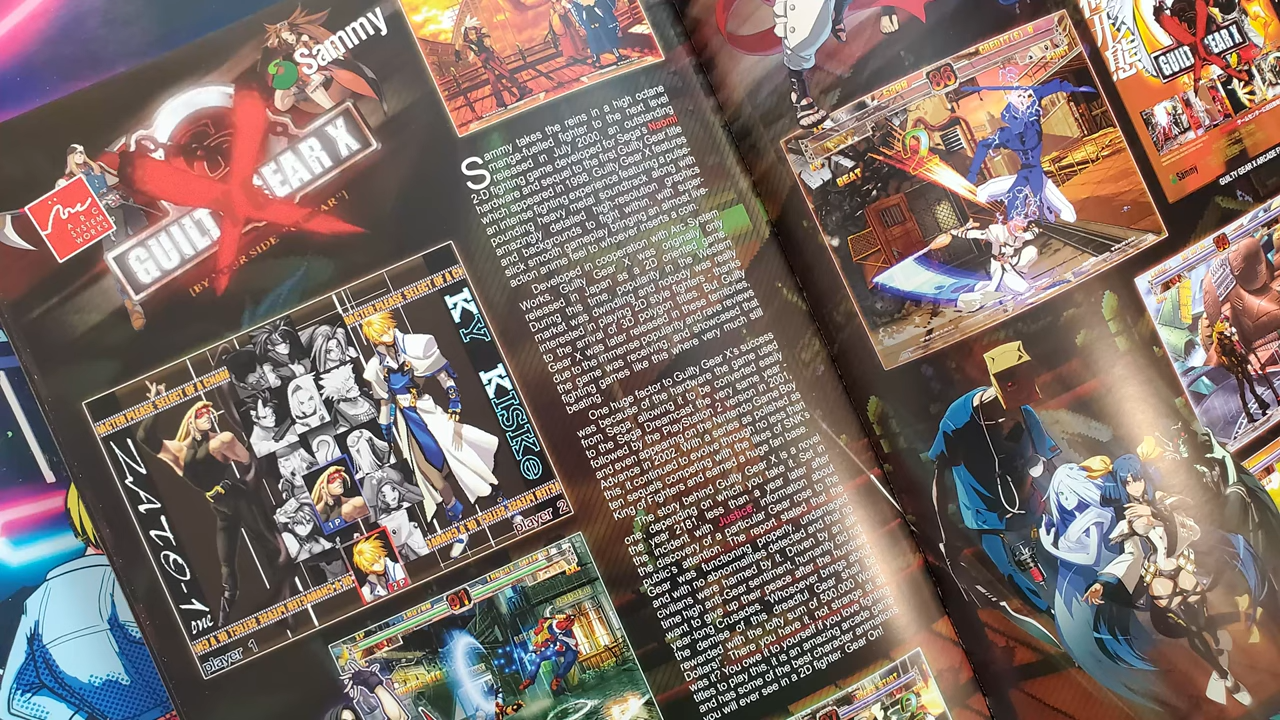 Sammy
GUILTY GEAR X
ARC
SYSTEM
WORKS
Sammy takes the reins in a high octane
manga fuelled fighter to the next level
released in July 2000, an outstanding
2-D fighting game developed for Sega's Naomi
hardware and sequel to the first Guilty Gear title
which appeared in 1998. Guilty Gear X features
an intense fighting experience featuring a pulse
pounding heavy metal soundtrack along with
amazingly detailed high-resolution graphics
and backgrounds to fight within, with super
slick smooth gameplay bringing an almost live-
action anime feel to whoever inserts a coin.
Developed in cooperation with Arc System
Works, Guilty Gear X was originally only
released in Japan as a 2D oriented game.
During this time, popularity in the Western
market was dwindling and nobody was really
interested in playing 2D style fighters thanks
to the arrival of 3D polygon titles. But Guilty
Gear X was later released in these territories
due to the immense popularity and rave reviews
the game was receiving, and showcased how
fighting games like this where very much still
beating.
One huge factor to Guilty Gear X's success
was because of the hardware the game used
from Sega, allowing it to be converted easily
to the Sega Dreamcast the very same year -
followed by the PlayStation 2 version in 2001,
and even appearing on the Nintendo Game Boy
Advance in 2002. With a series as polished as
this it continued to evolve through no less than
ter sequels competing with the likes of SNK's
King of Fighters and earned a huge fan base.
The story behind Guilty Gear X is a novel
one, depending on which you take it. Set in
the year 2181, less than a year later after
the incident with Justice. Information about
the discovery of a particular Gear rose to the
public's attention. The report stated that the
Gear was functioning properly, undamaged
and with no abnormalities detected and that no
civilians were harmed by it. Driven by an all-
time high anti Gear sentiment, humanity did not
want to give up their peace after the hundred-
year-long Crusades. Whosoever brings about
the demise of this dreadful Gear shall be
rewarded with the lofty sum of 500,000 World
Dollars! There you have it, not strange at all
was it? You owe it to yourself if you love fighting
titles to play this, it is an amazing arcade game
and has some of the best character animations
you will ever see in a 2D fighter. Gear On!
ACTER PLEASE SELECT OF A CHARA
KY KISKE
ZATO-1
one
1P
2P
player 1
player 2
91
CREDIT(S) 0
86
BEAT
GUILTY GEAR X
Sammy
GUILTY GEAR X ARCADE F